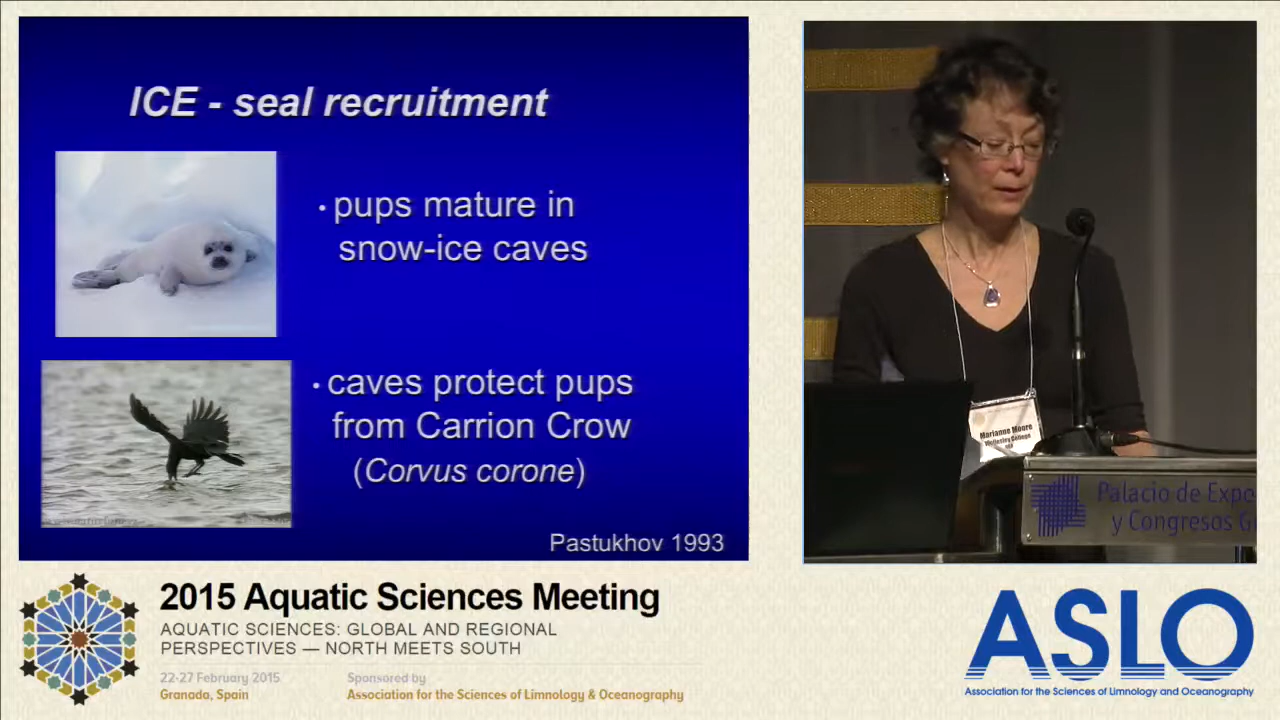 ICE - seal recruitment
• pups mature in
snow-ice caves
• caves protect pups
from Carrion Crow
(Corvus corone)
Pastukhov 1993
Marianne Moore
Wellesley College
USA
Palacio de Expo
y Congresos G
2015 Aquatic Sciences Meeting
AQUATIC SCIENCES: GLOBAL AND REGIONAL
PERSPECTIVES — NORTH MEETS SOUTH
22-27 February 2015
Granada, Spain
Sponsored by
Association for the Sciences of Limnology & Oceanography
ASLO
Association for the Sciences of Limnology and Oceanography